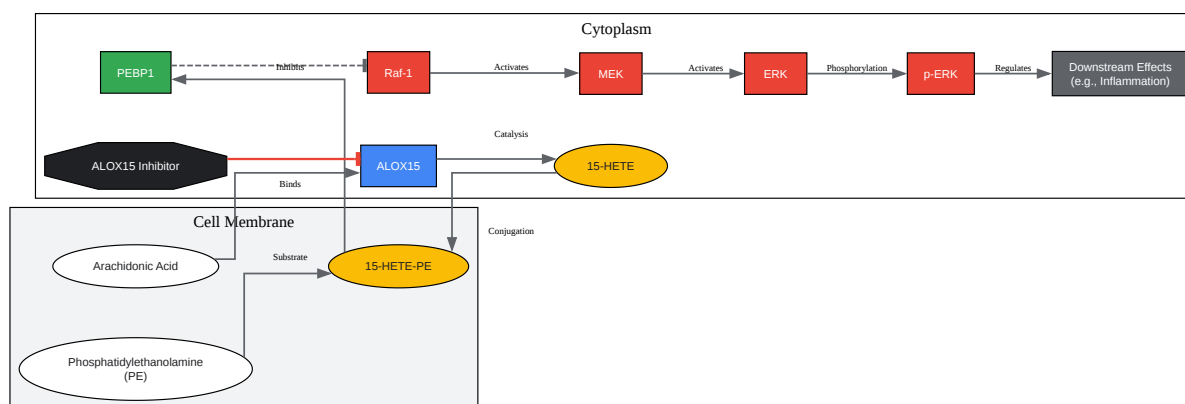 Cytoplasm
PEBP1
Inhibits
Raf-1
Activates
MEK
Activates
ERK
Phosphorylation
p-ERK
Regulates
Downstream Effects
(e.g., Inflammation)
ALOX15 Inhibitor
Binds
ALOX15
Catalysis
15-HETE
Cell Membrane
Conjugation
Arachidonic Acid
Substrate
15-HETE-PE
Phosphatidylethanolamine
(PE)